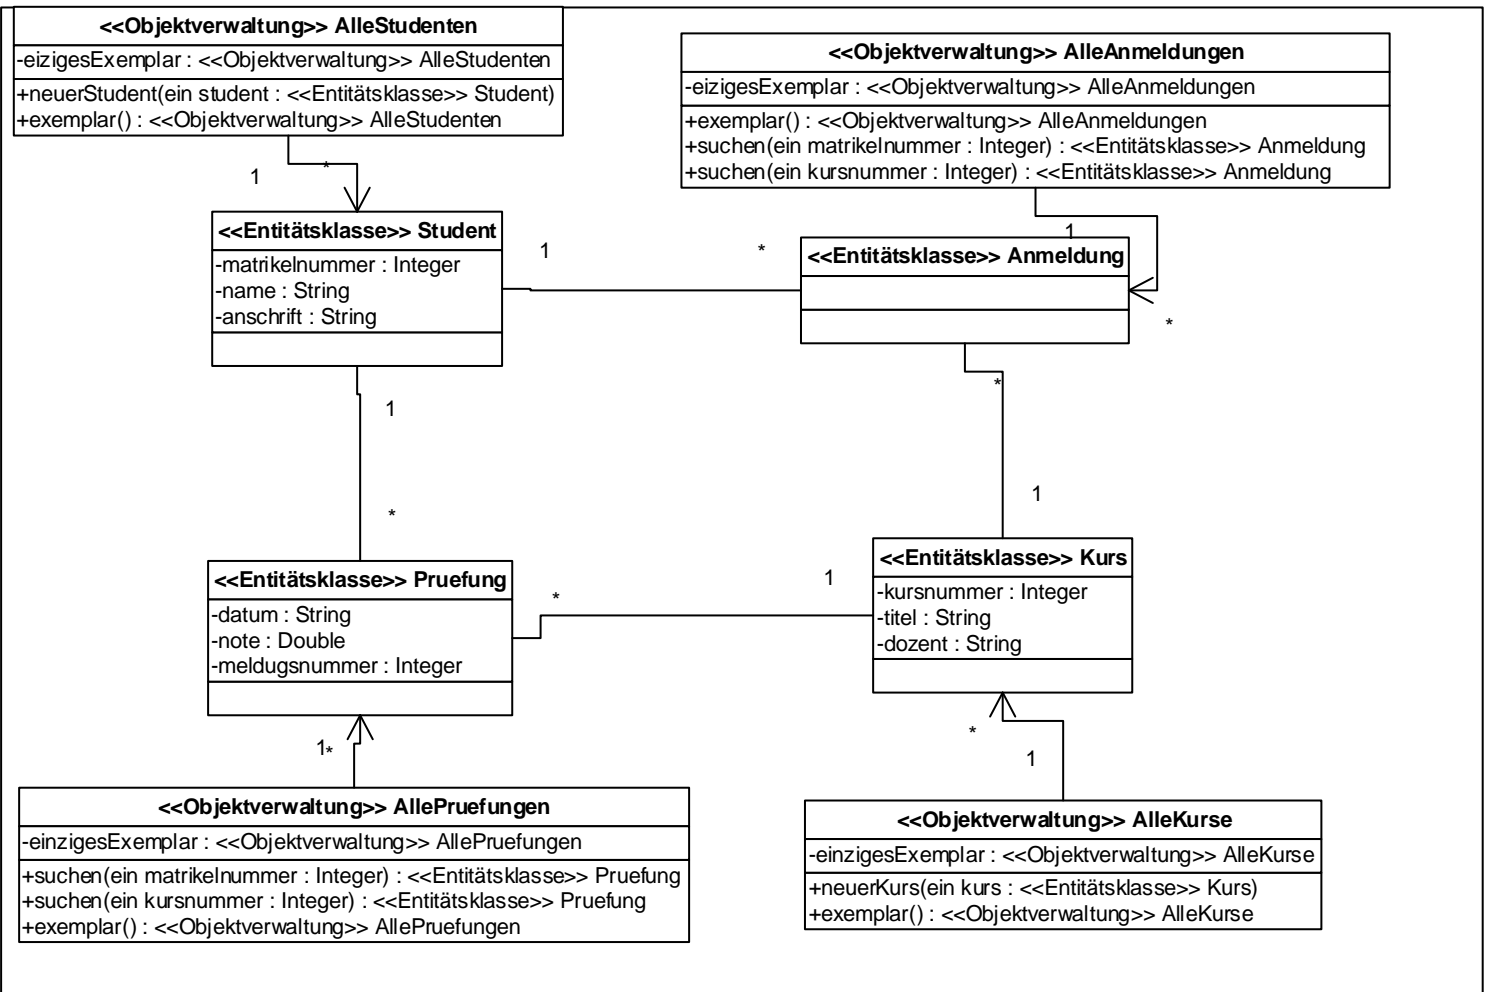 <<Objektverwaltung>> AlleStudenten
-eizigesExemplar : <<Objektverwaltung>> AlleStudenten
+neuerStudent(ein student : <<Entitätsklasse>> Student)
+exemplar() : <<Objektverwaltung>> AlleStudenten
<<Objektverwaltung>> AlleAnmeldungen
-eizigesExemplar : <<Objektverwaltung>> AlleAnmeldungen
+exemplar() : <<Objektverwaltung>> AlleAnmeldungen
+suchen(ein matrikelnummer : Integer) : <<Entitätsklasse>> Anmeldung
+suchen(ein kursnummer : Integer) : <<Entitätsklasse>> Anmeldung
1
*
1
*
<<Entitätsklasse>> Student
-matrikelnummer : Integer
-name : String
-anschrift : String
1
*
<<Entitätsklasse>> Anmeldung
1
*
*
1
<<Entitätsklasse>> Pruefung
-datum : String
-note : Double
-meldugsnummer : Integer
*
1
<<Entitätsklasse>> Kurs
-kursnummer : Integer
-titel : String
-dozent : String
1
*
*
1
<<Objektverwaltung>> AllePruefungen
-einzigesExemplar : <<Objektverwaltung>> AllePruefungen
+suchen(ein matrikelnummer : Integer) : <<Entitätsklasse>> Pruefung
+suchen(ein kursnummer : Integer) : <<Entitätsklasse>> Pruefung
+exemplar() : <<Objektverwaltung>> AllePruefungen
<<Objektverwaltung>> AlleKurse
-einzigesExemplar : <<Objektverwaltung>> AlleKurse
+neuerKurs(ein kurs : <<Entitätsklasse>> Kurs)
+exemplar() : <<Objektverwaltung>> AlleKurse